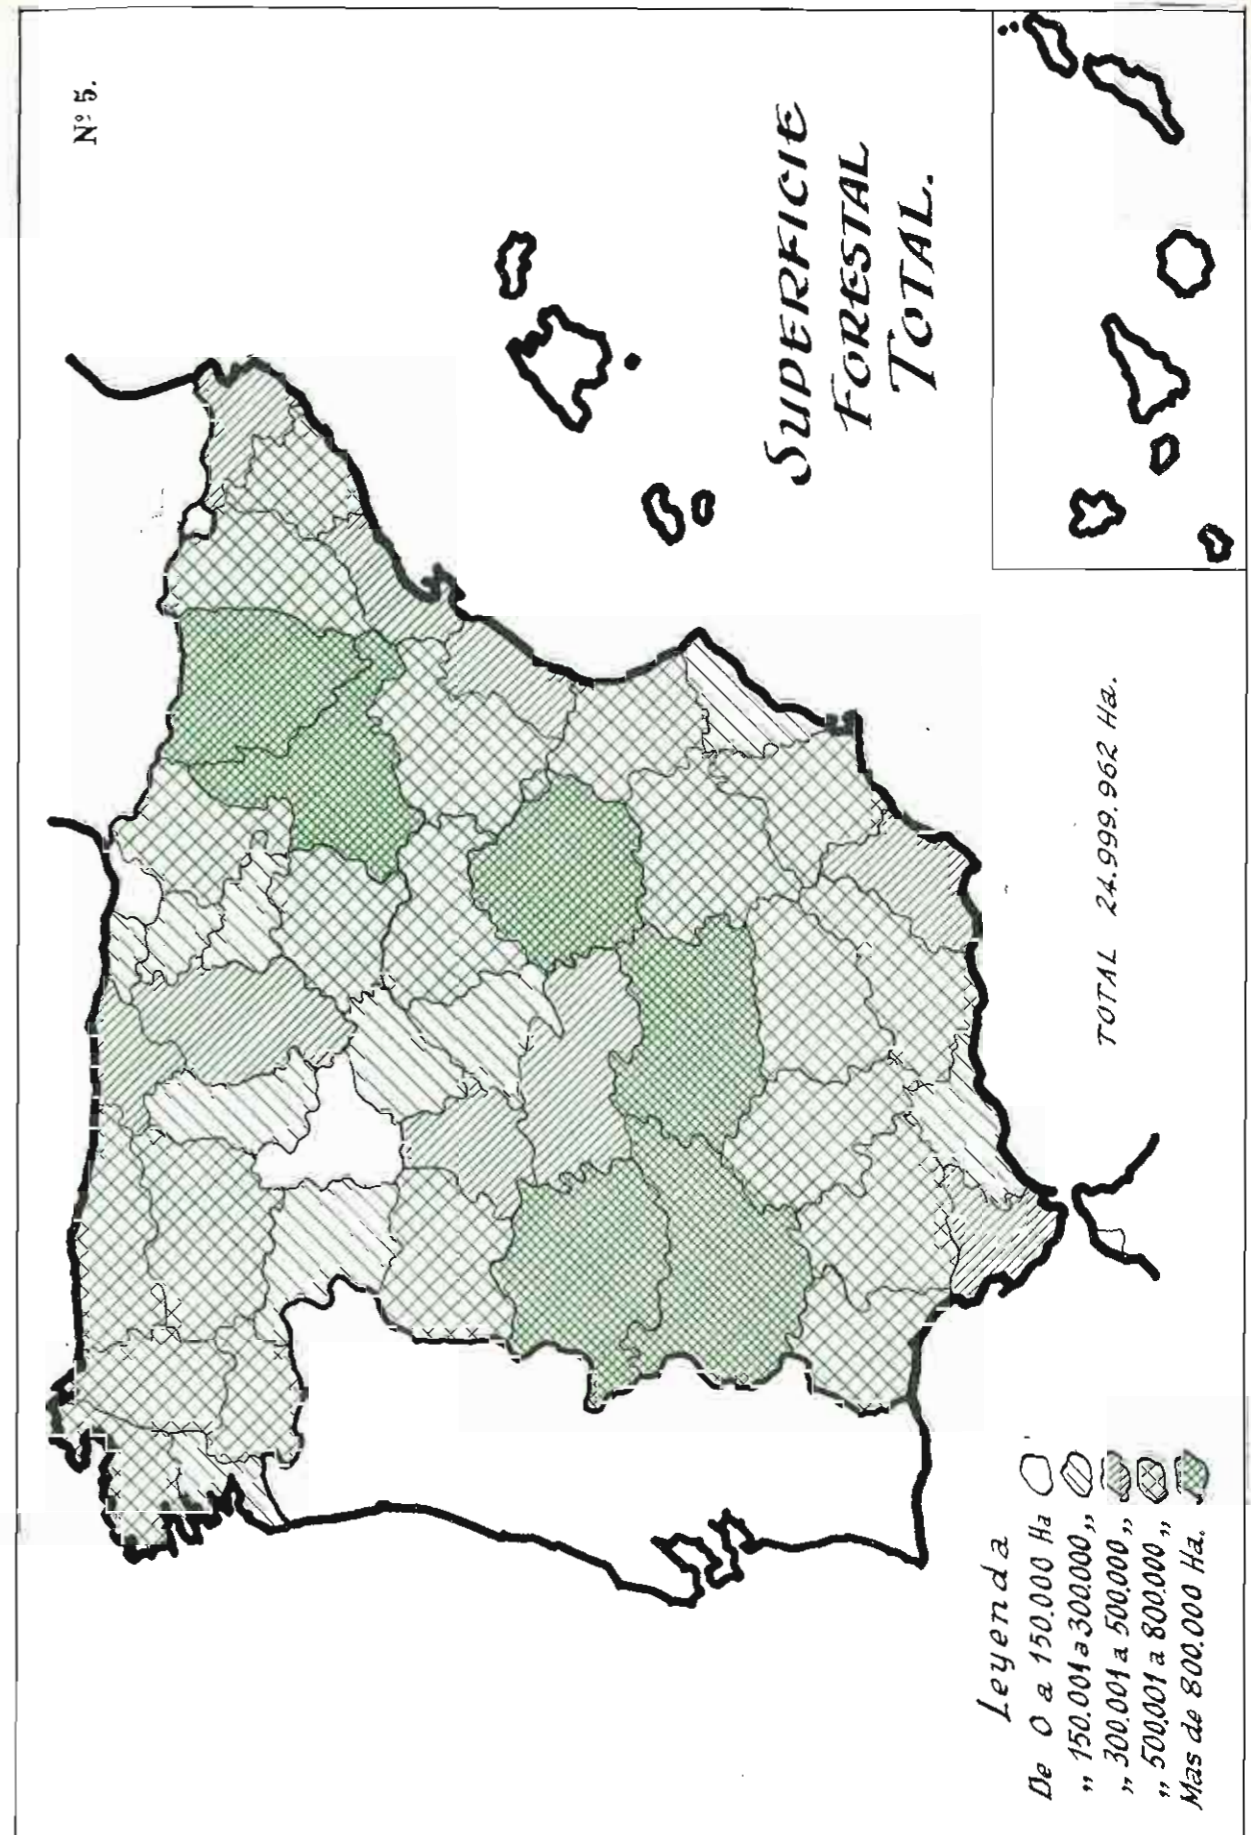 Nº 5.
SUPERFICIE
FORESTAL
TOTAL.
TOTAL 24.999.962 Ha.
Leyenda
De 0 a 150.000 Ha
„ 150.001 a 300.000 „
„ 300.001 a 500.000 „
„ 500.001 a 800.000 „
Mas de 800.000 Ha.